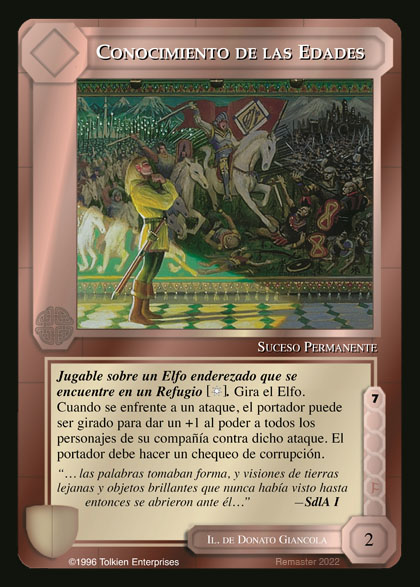 Conocimiento de las Edades
Suceso Permanente
Jugable sobre un Elfo enderezado que se
encuentre en un Refugio [☼]. Gira el Elfo.
Cuando se enfrente a un ataque, el portador puede
ser girado para dar un +1 al poder a todos los
personajes de su compañía contra dicho ataque. El
portador debe hacer un chequeo de corrupción.
“… las palabras tomaban forma, y visiones de tierras
lejanas y objetos brillantes que nunca había visto hasta
entonces se abrieron ante él…” —SdlA I
7
R
Il. de Donato Giancola
2
©1996 Tolkien Enterprises
Remaster 2022